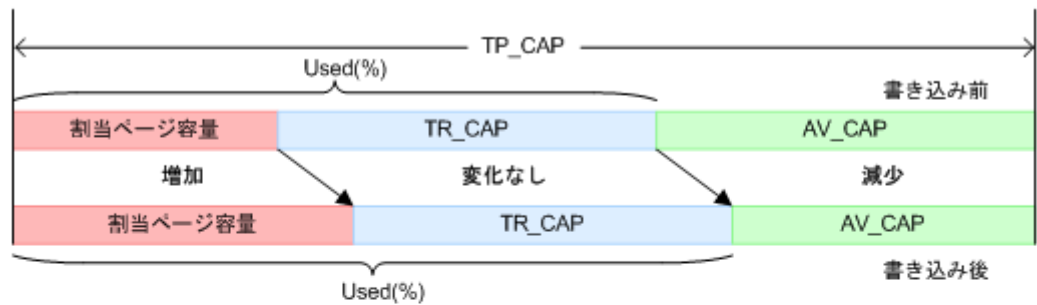 TP_CAP
Used(%)
書き込み前
割当ページ容量 TR_CAP AV_CAP
増加 変化なし 減少
割当ページ容量 TR_CAP AV_CAP
書き込み後
Used(%)